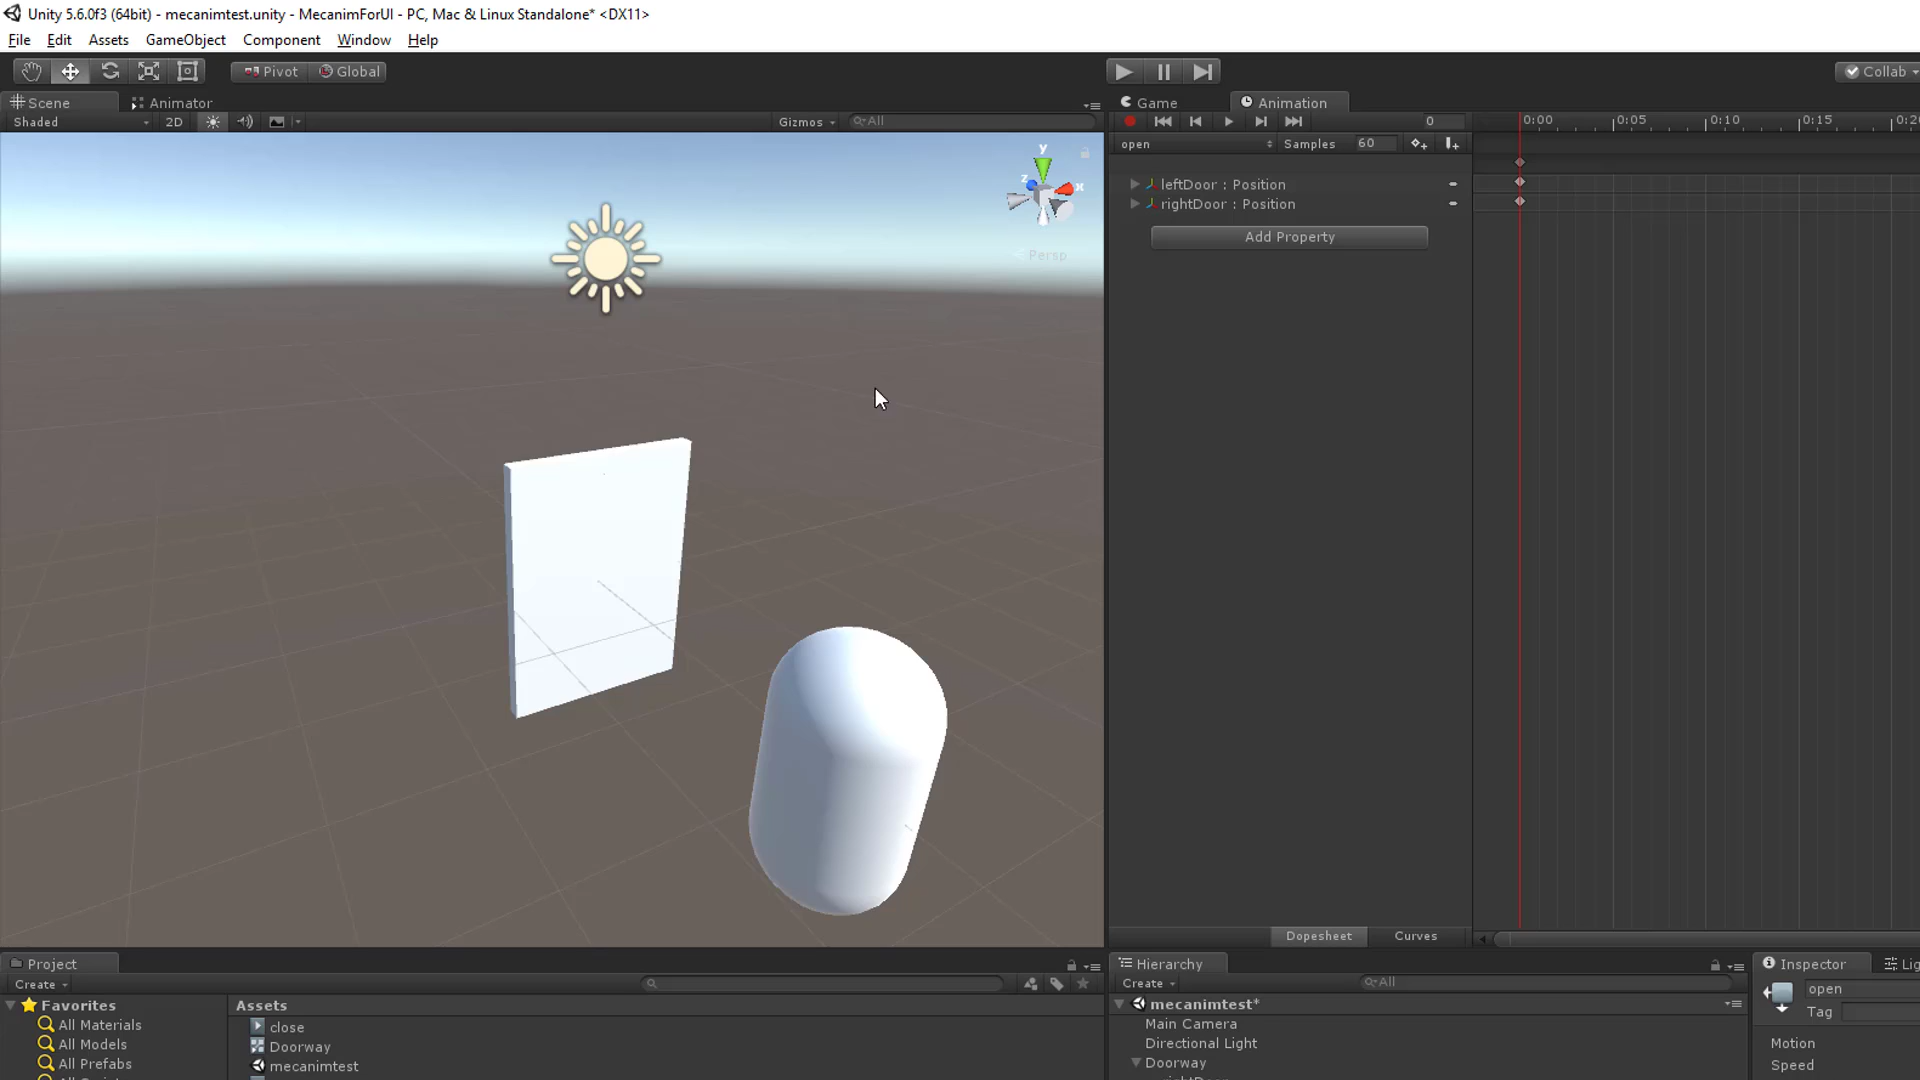 Unity 5.6.0f3 (64bit) - mecanimtest.unity - MecanimForUI - PC, Mac & Linux Standalone* <DX11>
File Edit Assets GameObject Component Window Help
Pivot Global Collab
Scene Animator Game Animation
Shaded 2D Gizmos All 0 0:00 0:05 0:10 0:15
open Samples 60
y
z x
leftDoor : Position
rightDoor : Position
Add Property
Persp
Dopesheet Curves
Project Hierarchy Inspector
Create Create All open
Favorites Assets mecanimtest* Tag
All Materials close Main Camera
All Models Doorway Directional Light Motion
All Prefabs mecanimtest Doorway Speed